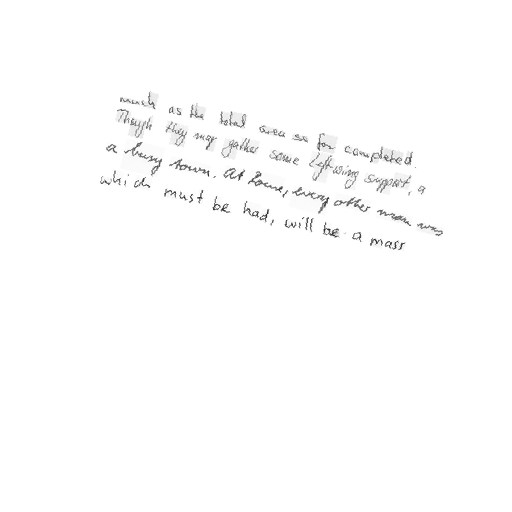 much as the total area so far completed.
Though they may gather some left-wing support, a
a busy town. At home, every other man was
which must be had, will be a mass